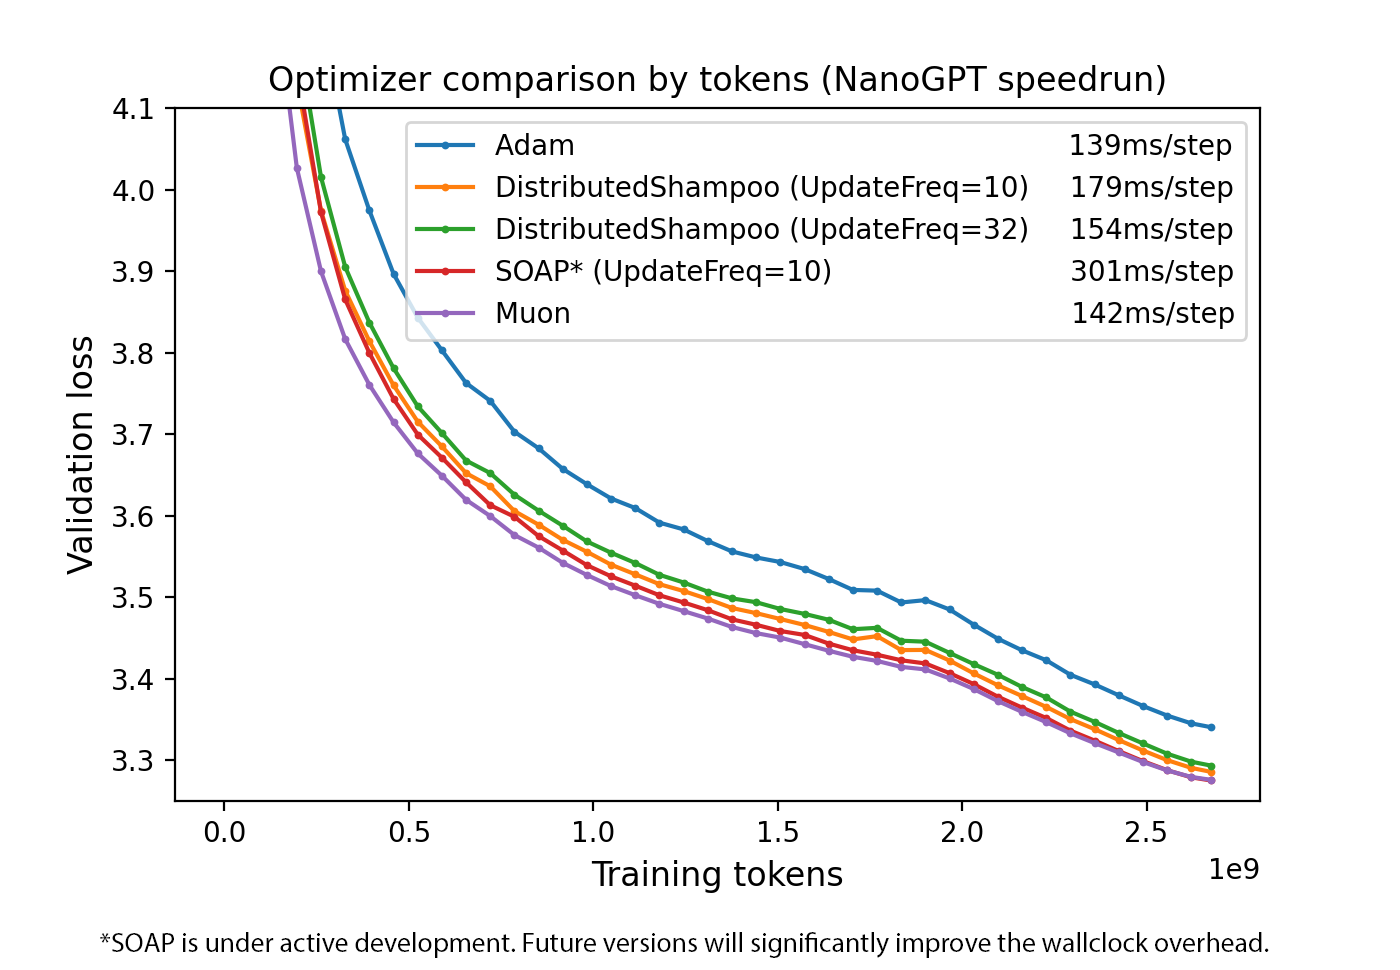 Optimizer comparison by tokens (NanoGPT speedrun)
4.1
4.0
3.9
3.8
3.7
3.6
3.5
3.4
3.3
Validation loss
Adam 139ms/step
DistributedShampoo (UpdateFreq=10) 179ms/step
DistributedShampoo (UpdateFreq=32) 154ms/step
SOAP* (UpdateFreq=10) 301ms/step
Muon 142ms/step
0.0 0.5 1.0 1.5 2.0 2.5
1e9
Training tokens
*SOAP is under active development. Future versions will significantly improve the wallclock overhead.